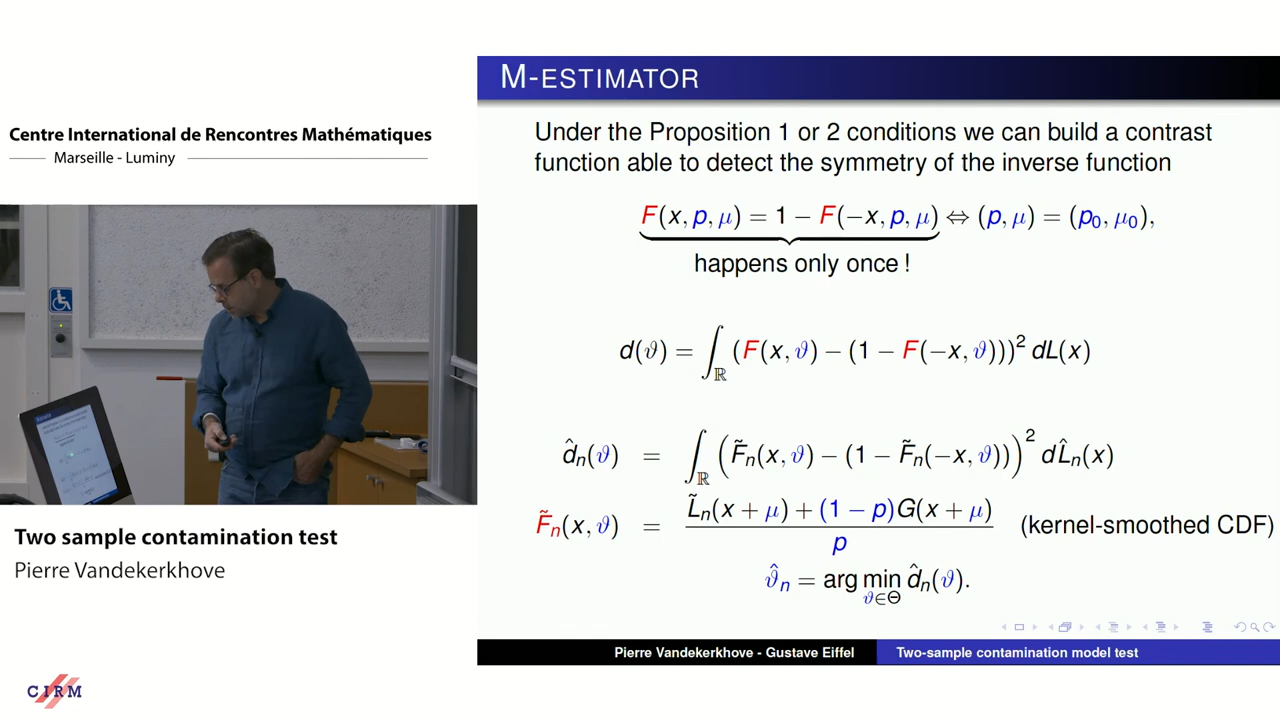 Centre International de Rencontres Mathématiques
Marseille - Luminy
Two sample contamination test
Pierre Vandekerkhove
CIRM
M-ESTIMATOR
Under the Proposition 1 or 2 conditions we can build a contrast
function able to detect the symmetry of the inverse function
F(x, p, μ) = 1 − F(−x, p, μ) ⇔ (p, μ) = (p₀, μ₀),
happens only once !
d(ϑ) = ∫_ℝ (F(x, ϑ) − (1 − F(−x, ϑ)))² dL(x)
d̂ₙ(ϑ) = ∫_ℝ (F̃ₙ(x, ϑ) − (1 − F̃ₙ(−x, ϑ)))² dL̂ₙ(x)
F̃ₙ(x, ϑ) = (L̃ₙ(x + μ) + (1 − p)G(x + μ)) / p (kernel-smoothed CDF)
ϑ̂ₙ = arg min_{ϑ∈Θ} d̂ₙ(ϑ).
Pierre Vandekerkhove - Gustave Eiffel
Two-sample contamination model test